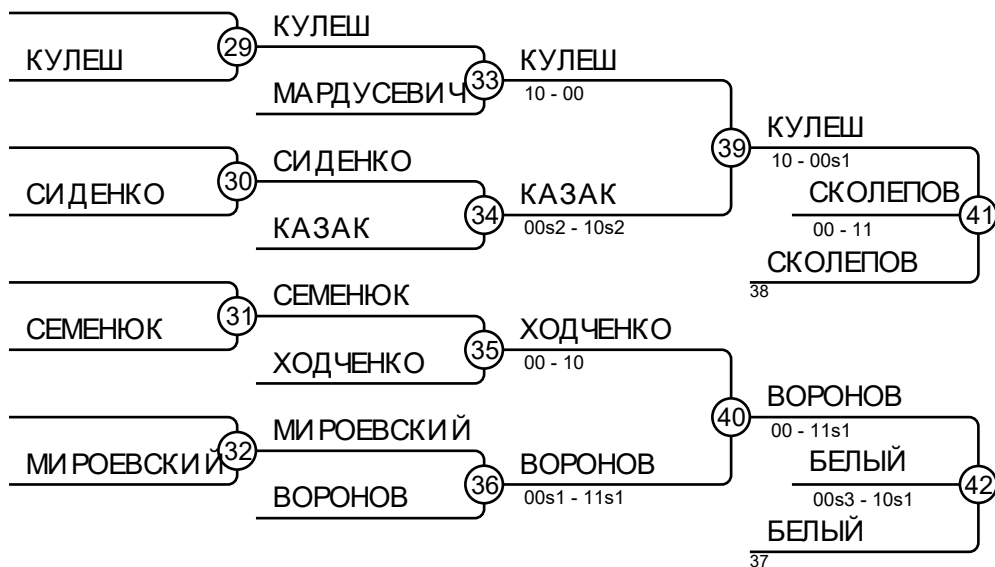 КУЛЕШ
29
КУЛЕШ
МАРДУСЕВИЧ
33
КУЛЕШ
10 - 00
СИДЕНКО
30
СИДЕНКО
КАЗАК
34
КАЗАК
00s2 - 10s2
39
КУЛЕШ
10 - 00s1
СКОЛЕПОВ
00 - 11
41
СКОЛЕПОВ
38
СЕМЕНЮК
31
СЕМЕНЮК
ХОДЧЕНКО
35
ХОДЧЕНКО
00 - 10
МИРОЕВСКИЙ
32
МИРОЕВСКИЙ
ВОРОНОВ
36
ВОРОНОВ
00s1 - 11s1
40
ВОРОНОВ
00 - 11s1
БЕЛЫЙ
00s3 - 10s1
42
БЕЛЫЙ
37